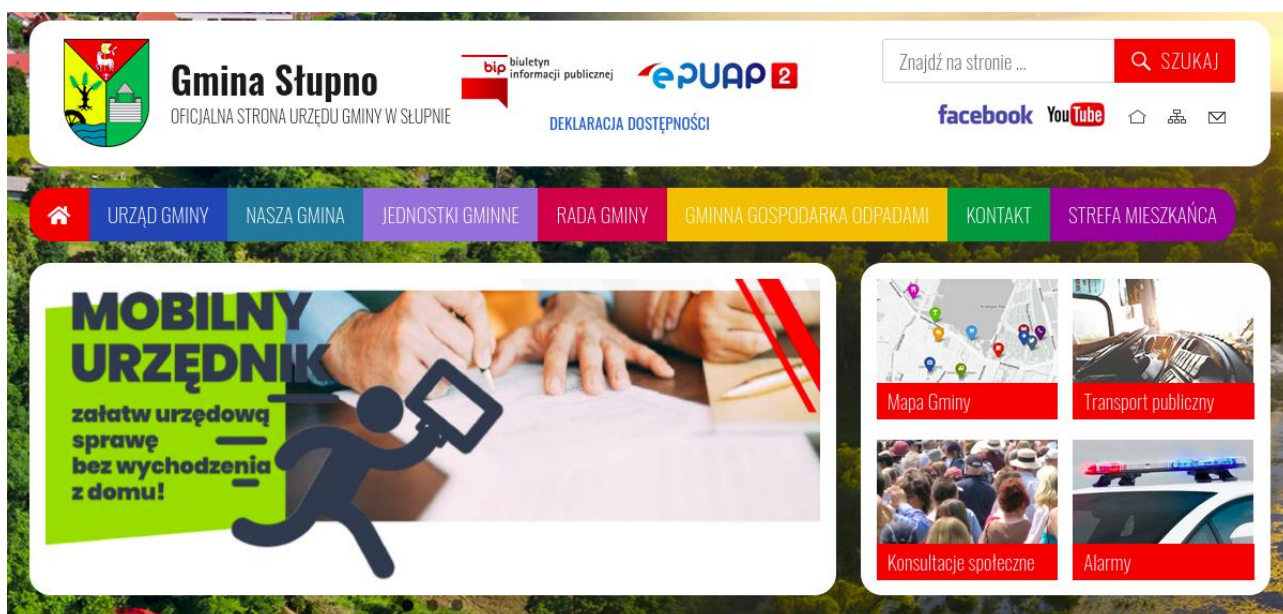 Gmina Słupno
OFICJALNA STRONA URZĘDU GMINY W SŁUPNIE
bip biuletyn
informacji publicznej
ePUAP 2
DEKLARACJA DOSTĘPNOŚCI
Znajdź na stronie ...
SZUKAJ
facebook
YouTube
URZĄD GMINY
NASZA GMINA
JEDNOSTKI GMINNE
RADA GMINY
GMINNA GOSPODARKA ODPADAMI
KONTAKT
STREFA MIESZKAŃCA
MOBILNY
URZĘDNIK
załatw urzędową
sprawę
bez wychodzenia
z domu!
Mapa Gminy
Transport publiczny
Konsultacje społeczne
Alarmy